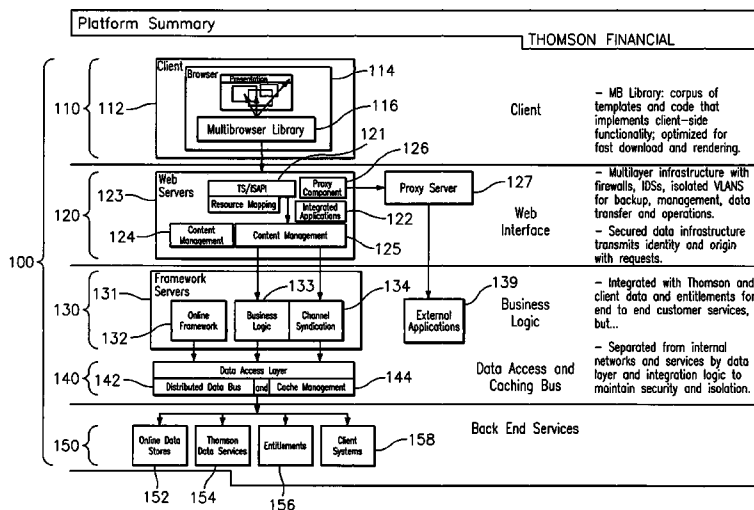 Platform Summary
THOMSON FINANCIAL
100
110
112
Client
Browser
Presentation
Multibrowser Library
114
116
Client
- MB Library: corpus of
templates and code that
implements client-side
functionality; optimized for
fast download and rendering.
120
123
Web
Servers
121
TS/ISAPI
Resource Mapping
126
Proxy
Component
Integrated
Applications
122
124
Content
Management
Content Management
125
Proxy Server
127
Web
Interface
- Multilayer infrastructure with
firewalls, IDSs, isolated VLANS
for backup, management, data
transfer and operations.
- Secured data infrastructure
transmits identity and origin
with requests.
130
131
Framework
Servers
133
134
132
Online
Framework
Business
Logic
Channel
Syndication
139
External
Applications
Business
Logic
- Integrated with Thomson and
client data and entitlements for
end to end customer services,
but...
140
142
Data Access Layer
Distributed Data Bus
and
Cache Management
144
Data Access and
Caching Bus
- Separated from internal
networks and services by data
layer and integration logic to
maintain security and isolation.
150
Online Data
Stores
Thomson
Data Services
Entitlements
Client
Systems
158
Back End Services
152
154
156